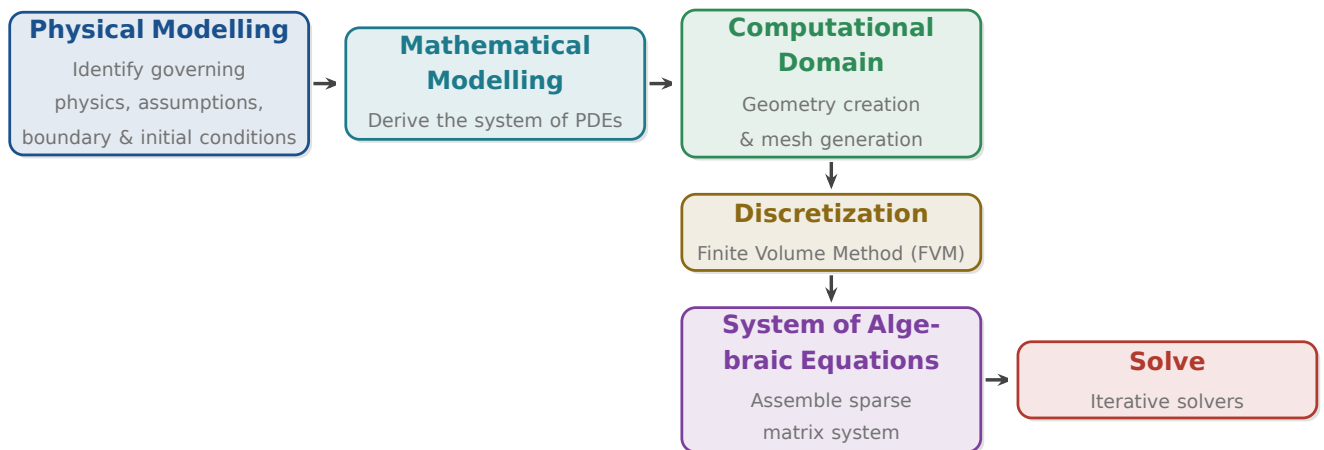 Physical Modelling
Identify governing
physics, assumptions,
boundary & initial conditions
Mathematical
Modelling
Derive the system of PDEs
Computational
Domain
Geometry creation
& mesh generation
Discretization
Finite Volume Method (FVM)
System of Alge-
braic Equations
Assemble sparse
matrix system
Solve
Iterative solvers